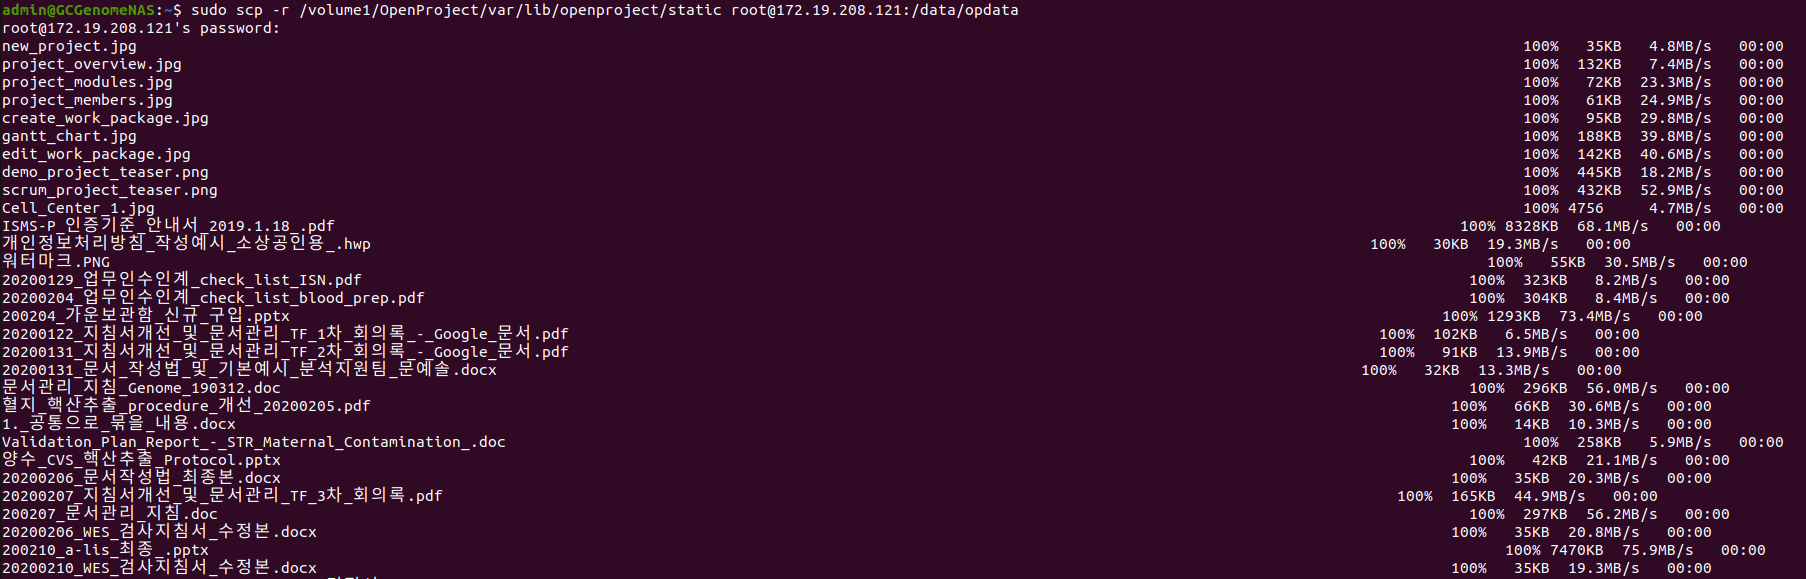 admin@GCGenomeNAS:~$ sudo scp -r /volume1/OpenProject/var/lib/openproject/static root@172.19.208.121:/data/opdata
root@172.19.208.121's password:
new_project.jpg 100% 35KB 4.8MB/s 00:00
project_overview.jpg 100% 132KB 7.4MB/s 00:00
project_modules.jpg 100% 72KB 23.3MB/s 00:00
project_members.jpg 100% 61KB 24.9MB/s 00:00
create_work_package.jpg 100% 95KB 29.8MB/s 00:00
gantt_chart.jpg 100% 188KB 39.8MB/s 00:00
edit_work_package.jpg 100% 142KB 40.6MB/s 00:00
demo_project_teaser.png 100% 445KB 18.2MB/s 00:00
scrum_project_teaser.png 100% 432KB 52.9MB/s 00:00
Cell_Center_1.jpg 100% 4756 4.7MB/s 00:00
ISMS-P_인증기준_안내서_2019.1.18_.pdf 100% 8328KB 68.1MB/s 00:00
개인정보처리방침_작성예시_소상공인용_.hwp 100% 30KB 19.3MB/s 00:00
워터마크.PNG 100% 55KB 30.5MB/s 00:00
20200129_업무인수인계_check_list_ISN.pdf 100% 323KB 8.2MB/s 00:00
20200204_업무인수인계_check_list_blood_prep.pdf 100% 304KB 8.4MB/s 00:00
200204_가운보관함_신규_구입.pptx 100% 1293KB 73.4MB/s 00:00
20200122_지침서개선_및_문서관리_TF_1차_회의록_-_Google_문서.pdf 100% 102KB 6.5MB/s 00:00
20200131_지침서개선_및_문서관리_TF_2차_회의록_-_Google_문서.pdf 100% 91KB 13.9MB/s 00:00
20200131_문서_작성법_및_기본예시_분석지원팀_문예솔.docx 100% 32KB 13.3MB/s 00:00
문서관리_지침_Genome_190312.doc 100% 296KB 56.0MB/s 00:00
혈지_핵산추출_procedure_개선_20200205.pdf 100% 66KB 30.6MB/s 00:00
1._공통으로_묶을_내용.docx 100% 14KB 10.3MB/s 00:00
Validation_Plan_Report_-_STR_Maternal_Contamination_.doc 100% 258KB 5.9MB/s 00:00
양수_CVS_핵산추출_Protocol.pptx 100% 42KB 21.1MB/s 00:00
20200206_문서작성법_최종본.docx 100% 35KB 20.3MB/s 00:00
20200207_지침서개선_및_문서관리_TF_3차_회의록.pdf 100% 165KB 44.9MB/s 00:00
200207_문서관리_지침.doc 100% 297KB 56.2MB/s 00:00
20200206_WES_검사지침서_수정본.docx 100% 35KB 20.8MB/s 00:00
200210_a-lis_최종_.pptx 100% 7470KB 75.9MB/s 00:00
20200210_WES_검사지침서_수정본.docx 100% 35KB 19.3MB/s 00:00